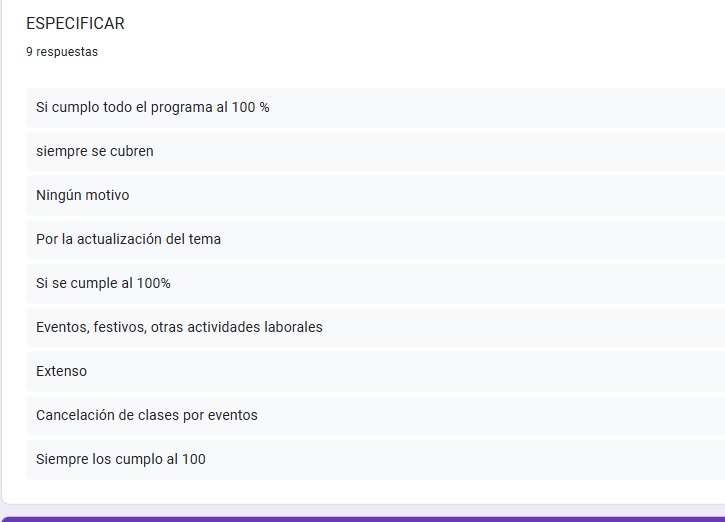 ESPECIFICAR
9 respuestas
Si cumplo todo el programa al 100 %
siempre se cubren
Ningún motivo
Por la actualización del tema
Si se cumple al 100%
Eventos, festivos, otras actividades laborales
Extenso
Cancelación de clases por eventos
Siempre los cumplo al 100